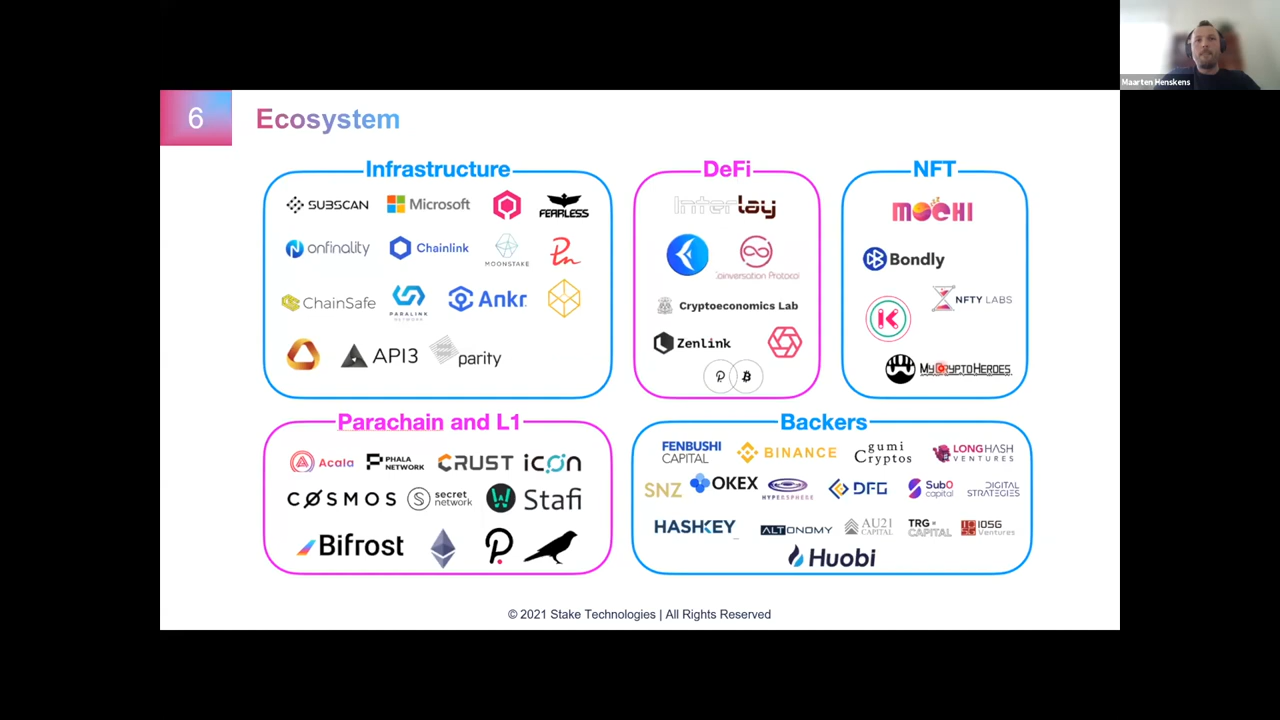 Maarten Henskens
6
Ecosystem
Infrastructure
SUBSCAN
Microsoft
FEARLESS
onfinality
Chainlink
MOONSTAKE
ChainSafe
PARALINK
NETWORK
Ankr
API3
parity
DeFi
Interlay
Coinversation Protocol
Cryptoeconomics Lab
Zenlink
NFT
MOCHI
Bondly
NFTY LABS
MYCRYPTOHEROES
Parachain and L1
Acala
PHALA
NETWORK
CRUST
icon
COSMOS
secret
network
Stafi
Bifrost
Backers
FENBUSHI
CAPITAL
BINANCE
gumi
Cryptos
LONGHASH
VENTURES
SNZ
OKEX
HYPERSPHERE
DFG
Sub0
capital
DIGITAL
STRATEGIES
HASHKEY
ALTONOMY
AU21
CAPITAL
TRG
CAPITAL
IOSG
Ventures
Huobi
© 2021 Stake Technologies | All Rights Reserved